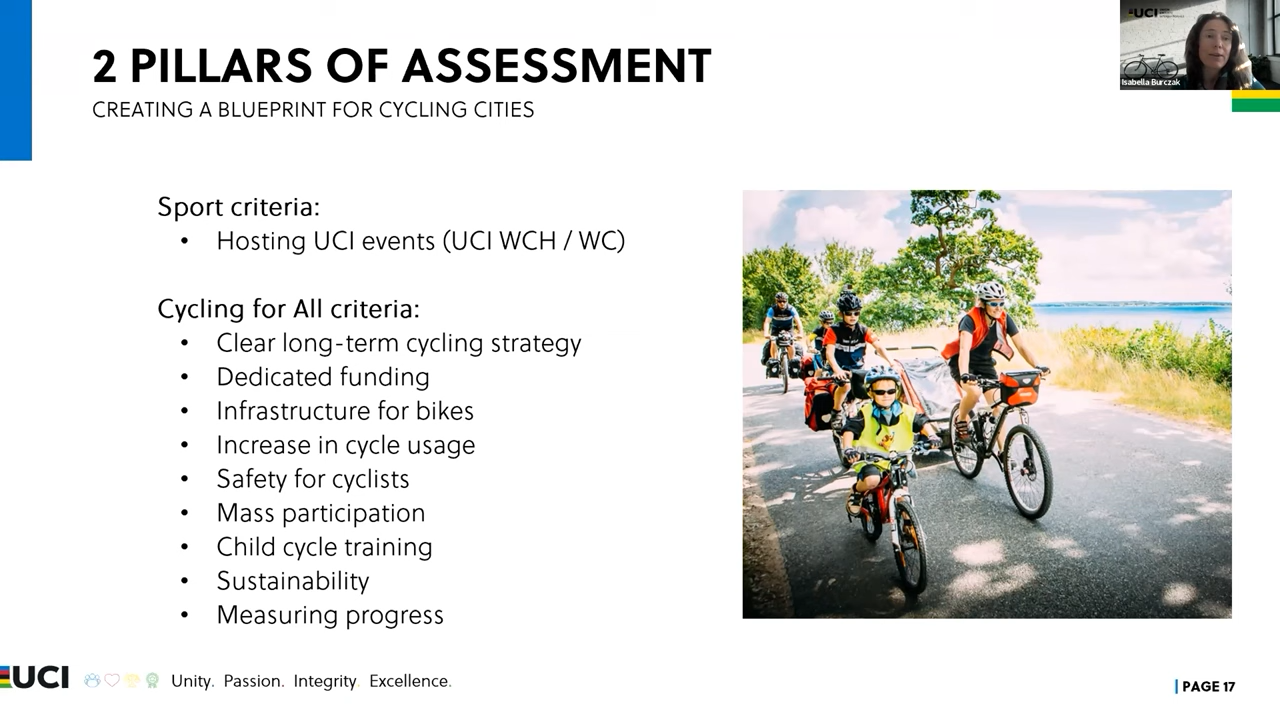 2 PILLARS OF ASSESSMENT
CREATING A BLUEPRINT FOR CYCLING CITIES
UCI
Isabella Burczak
Sport criteria:
• Hosting UCI events (UCI WCH / WC)
Cycling for All criteria:
• Clear long-term cycling strategy
• Dedicated funding
• Infrastructure for bikes
• Increase in cycle usage
• Safety for cyclists
• Mass participation
• Child cycle training
• Sustainability
• Measuring progress
UCI
Unity. Passion. Integrity. Excellence.
| PAGE 17